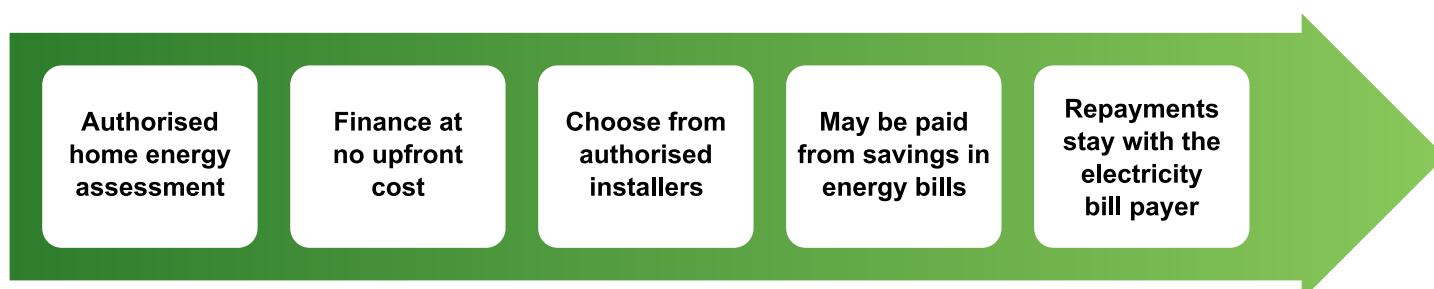 Authorised
home energy
assessment
Finance at
no upfront
cost
Choose from
authorised
installers
May be paid
from savings in
energy bills
Repayments
stay with the
electricity
bill payer